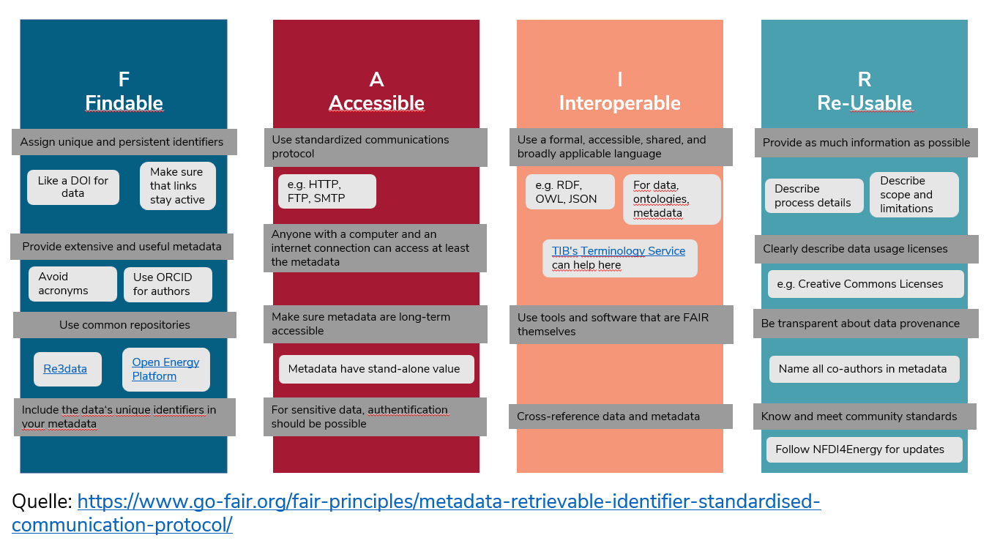 F
Findable
Assign unique and persistent identifiers
Like a DOI for
data
Make sure
that links
stay active
Provide extensive and useful metadata
Avoid
acronyms
Use ORCID
for authors
Use common repositories
Re3data
Open Energy
Platform
Include the data‘s unique identifiers in
your metadata
A
Accessible
Use standardized communications
protocol
e.g. HTTP,
FTP, SMTP
Anyone with a computer and an
internet connection can access at least
the metadata
Make sure metadata are long-term
accessible
Metadata have stand-alone value
For sensitive data, authentification
should be possible
I
Interoperable
Use a formal, accessible, shared, and
broadly applicable language
e.g. RDF,
OWL, JSON
For data,
ontologies,
metadata
TIB's Terminology Service
can help here
Use tools and software that are FAIR
themselves
Cross-reference data and metadata
R
Re-Usable
Provide as much information as possible
Describe
process details
Describe
scope and
limitations
Clearly describe data usage licenses
e.g. Creative Commons Licenses
Be transparent about data provenance
Name all co-authors in metadata
Know and meet community standards
Follow NFDI4Energy for updates
Quelle: https://www.go-fair.org/fair-principles/metadata-retrievable-identifier-standardised-
communication-protocol/